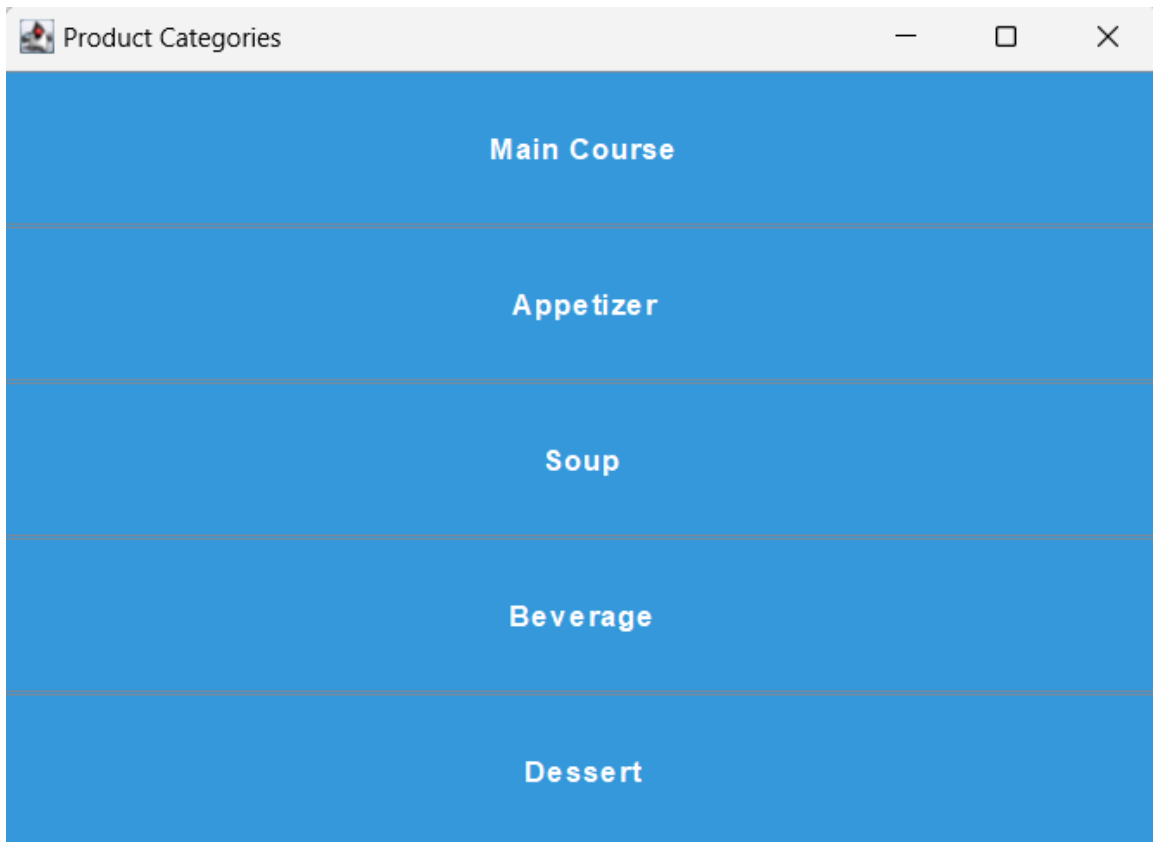 Product Categories
Main Course
Appetizer
Soup
Beverage
Dessert